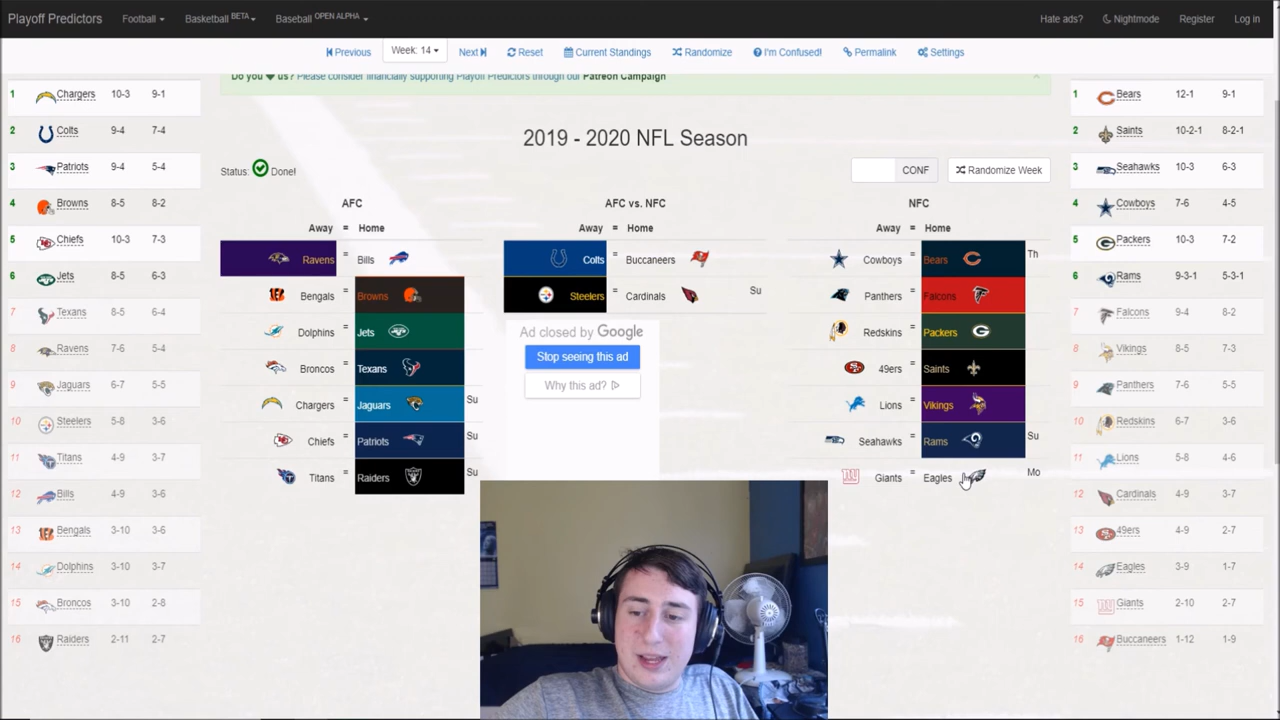 Playoff Predictors Football Basketball BETA Baseball OPEN ALPHA Hate ads? Nightmode Register Log in
Previous Week: 14 Next Reset Current Standings Randomize I'm Confused! Permalink Settings
Do you us? Please consider financially supporting Playoff Predictors through our Patreon Campaign
2019 - 2020 NFL Season
Status: Done!
CONF Randomize Week
1 Chargers 10-3 9-1
2 Colts 9-4 7-4
3 Patriots 9-4 5-4
4 Browns 8-5 8-2
5 Chiefs 10-3 7-3
6 Jets 8-5 6-3
7 Texans 8-5 3-5
8 Ravens 7-6 5-4
9 Jaguars 6-7 5-5
10 Steelers 5-8 3-6
11 Titans 4-9 3-7
12 Bills 4-9 3-6
13 Bengals 3-10 3-6
14 Dolphins 3-10 3-7
15 Broncos 3-10 2-8
16 Raiders 2-11 2-7
AFC
Away = Home
Ravens = Bills
Bengals = Browns
Dolphins = Jets
Broncos = Texans
Chargers = Jaguars Su
Chiefs = Patriots Su
Titans = Raiders Su
AFC vs. NFC
Away = Home
Colts = Buccaneers
Steelers = Cardinals Su
Ad closed by Google
Stop seeing this ad
Why this ad?
NFC
Away = Home
Cowboys = Bears Th
Panthers = Falcons
Redskins = Packers
49ers = Saints
Lions = Vikings
Seahawks = Rams Su
Giants = Eagles Mo
1 Bears 12-1 9-1
2 Saints 10-2-1 8-2-1
3 Seahawks 10-3 6-3
4 Cowboys 7-6 4-5
5 Packers 10-3 7-2
6 Rams 9-3-1 5-3-1
7 Falcons 9-4 8-2
8 Vikings 8-5 7-3
9 Panthers 7-6 5-5
10 Redskins 6-7 3-6
11 Lions 5-8 4-6
12 Cardinals 4-9 3-7
13 49ers 4-9 2-7
14 Eagles 3-9 1-7
15 Giants 2-10 2-7
16 Buccaneers 1-12 1-9